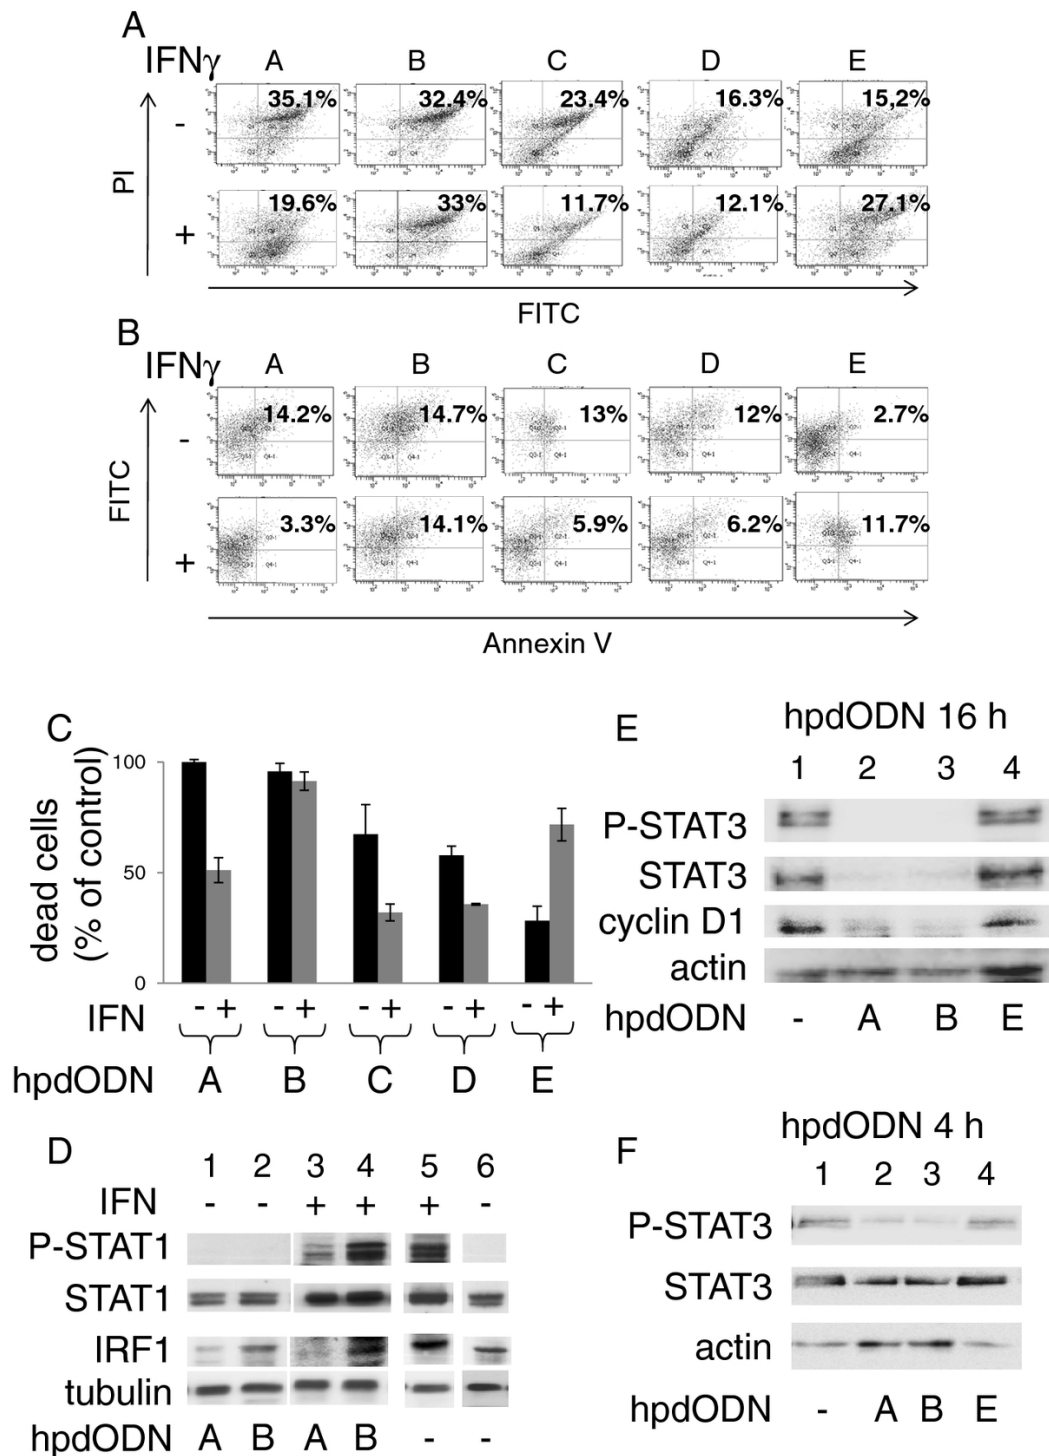 A
IFNγ A B C D E
- 35.1% 32.4% 23.4% 16.3% 15,2%
PI
+ 19.6% 33% 11.7% 12.1% 27.1%
FITC
B
IFNγ A B C D E
- 14.2% 14.7% 13% 12% 2.7%
FITC
+ 3.3% 14.1% 5.9% 6.2% 11.7%
Annexin V
C
dead cells
(% of control)
100
50
0
IFN - + - + - + - + - +
hpdODN A B C D E
D
1 2 3 4 5 6
IFN - - + + + -
P-STAT1
STAT1
IRF1
tubulin
hpdODN A B A B - -
E
hpdODN 16 h
1 2 3 4
P-STAT3
STAT3
cyclin D1
actin
hpdODN - A B E
F
hpdODN 4 h
1 2 3 4
P-STAT3
STAT3
actin
hpdODN - A B E